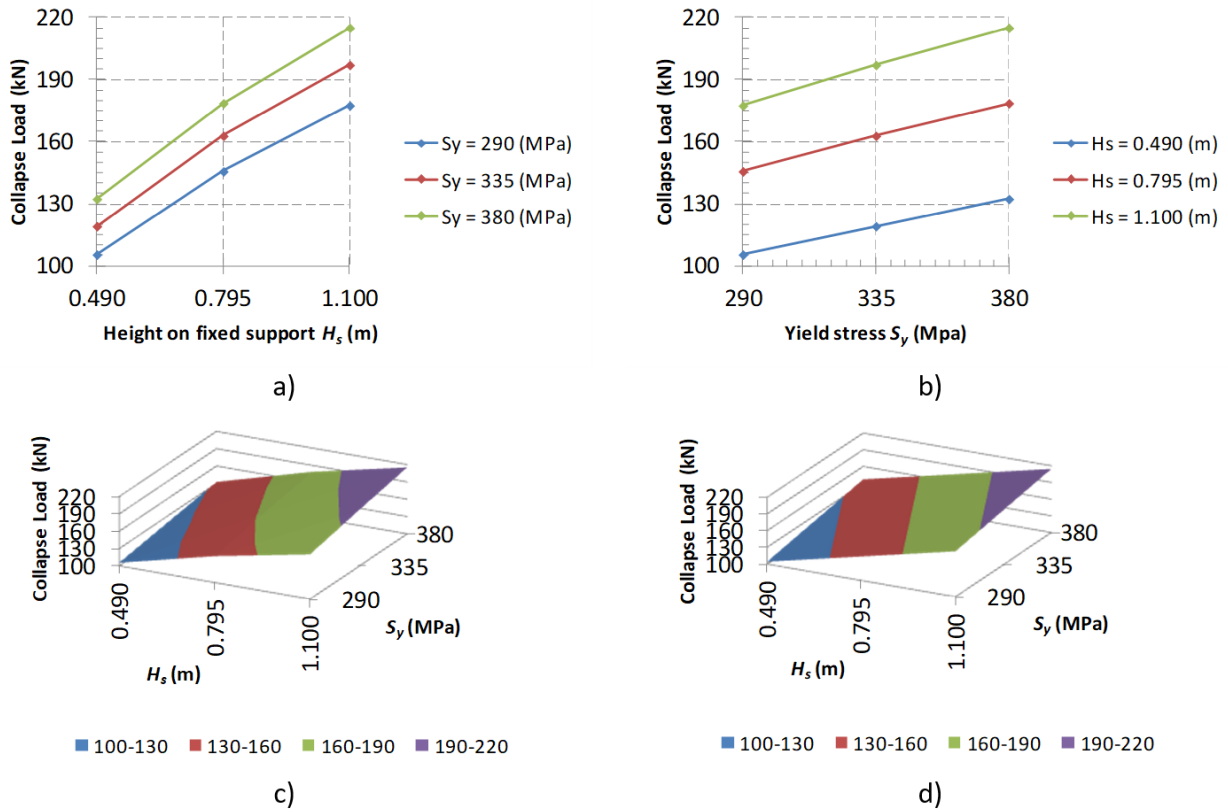 220
190
160
130
100
Collapse Load (kN)
0.490 0.795 1.100
Height on fixed support Hs (m)
Sy = 290 (MPa)
Sy = 335 (MPa)
Sy = 380 (MPa)
a)
220
190
160
130
100
Collapse Load (kN)
290 335 380
Yield stress Sy (Mpa)
Hs = 0.490 (m)
Hs = 0.795 (m)
Hs = 1.100 (m)
b)
Collapse Load (kN)
220
190
160
130
100
0.490
0.795
1.100
Hs (m)
290
335
380
Sy (MPa)
100-130 130-160 160-190 190-220
c)
Collapse Load (kN)
220
190
160
130
100
0.490
0.795
1.100
Hs (m)
290
335
380
Sy (MPa)
100-130 130-160 160-190 190-220
d)